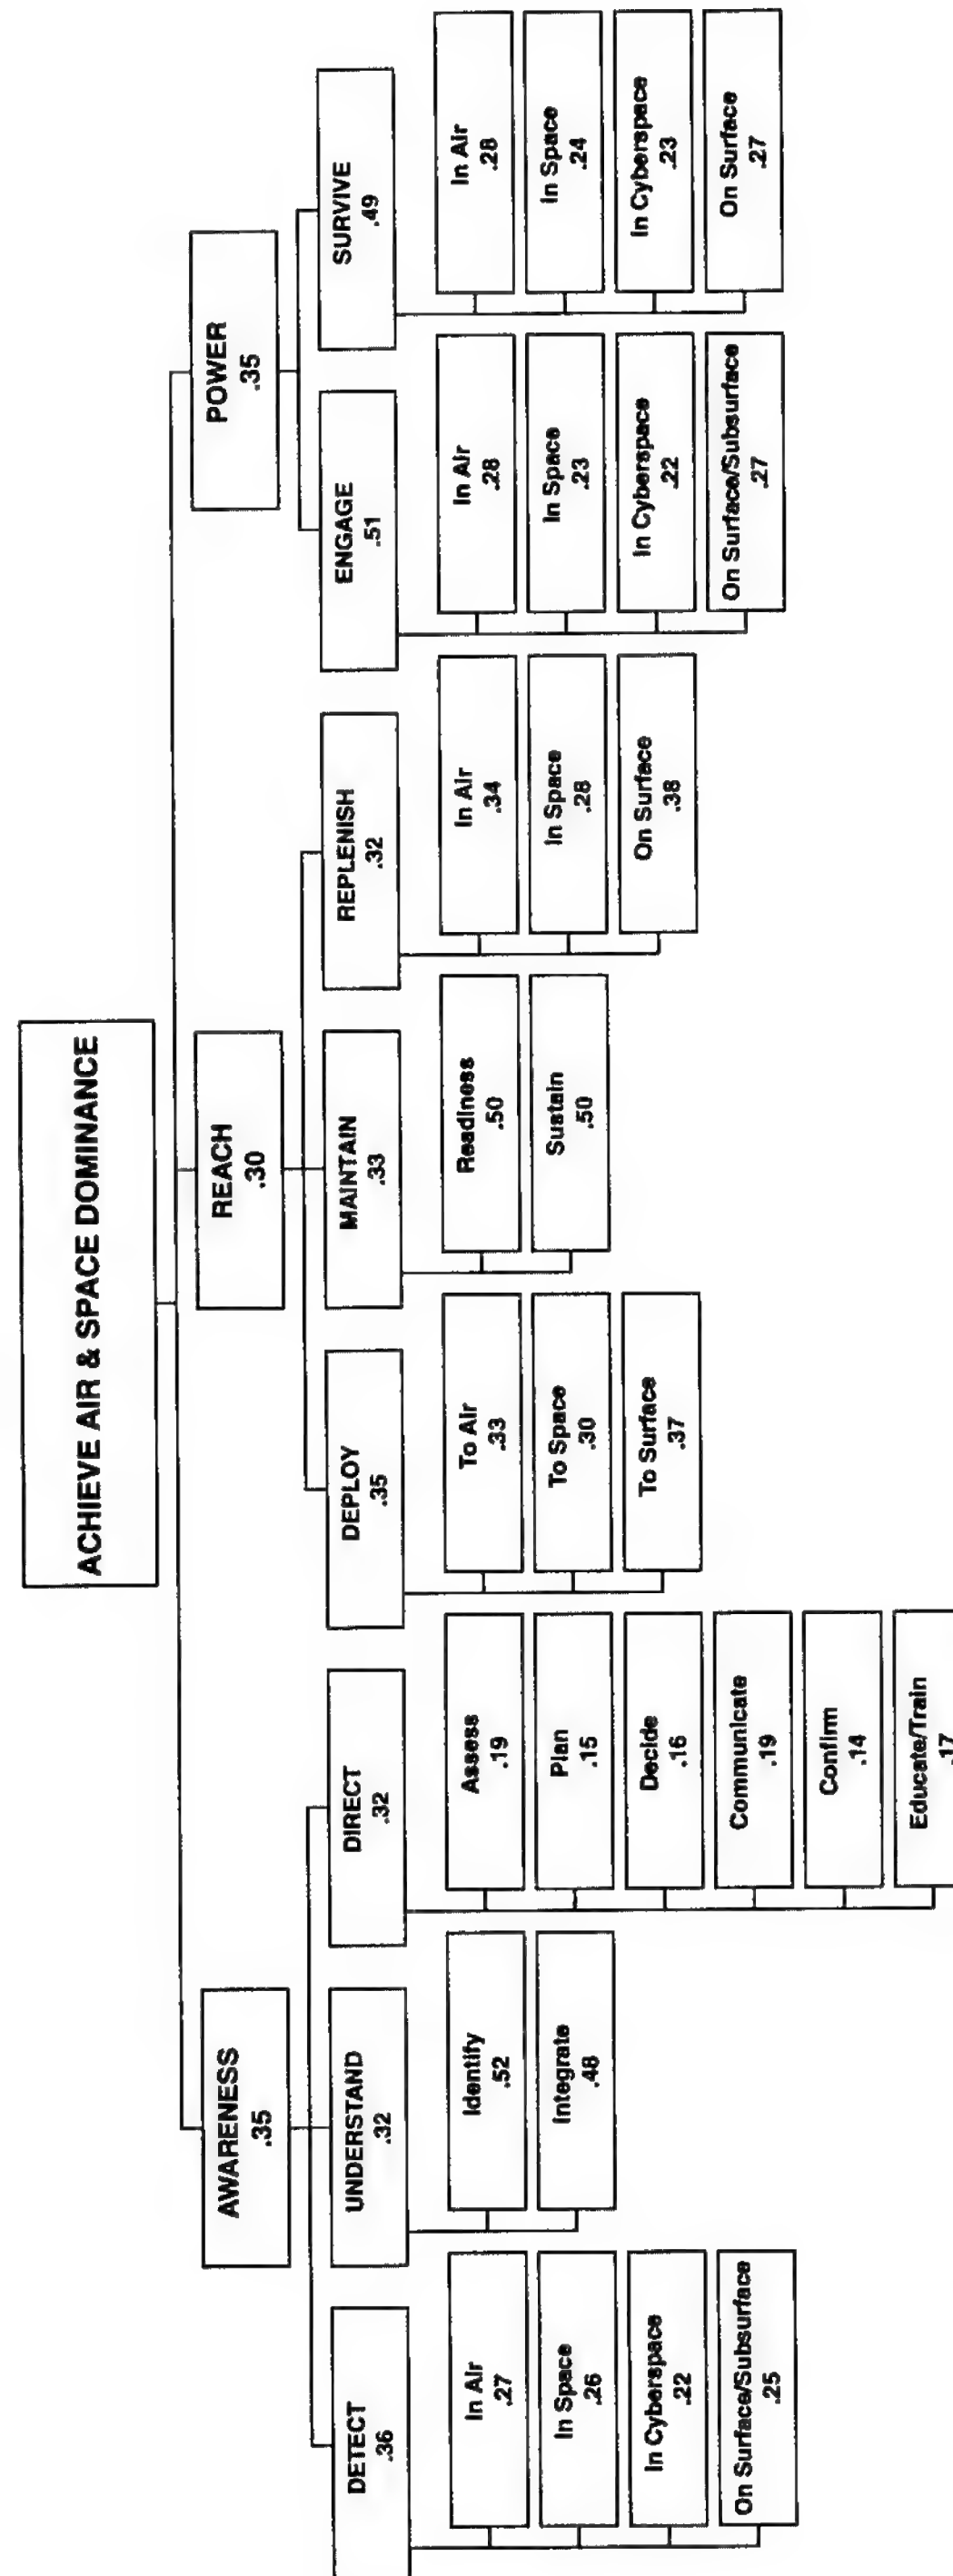 ACHIEVE AIR & SPACE DOMINANCE
AWARENESS
.35
REACH
.30
POWER
.35
DETECT
.36
UNDERSTAND
.32
DIRECT
.32
DEPLOY
.35
MAINTAIN
.33
REPLENISH
.32
ENGAGE
.51
SURVIVE
.49
In Air
.27
In Space
.26
In Cyberspace
.22
On Surface/Subsurface
.25
Identify
.52
Integrate
.48
Assess
.19
Plan
.15
Decide
.16
Communicate
.19
Confirm
.14
Educate/Train
.17
To Air
.33
To Space
.30
To Surface
.37
Readiness
.50
Sustain
.50
In Air
.34
In Space
.28
On Surface
.38
In Air
.28
In Space
.23
In Cyberspace
.22
On Surface/Subsurface
.27
In Air
.28
In Space
.24
In Cyberspace
.23
On Surface
.27